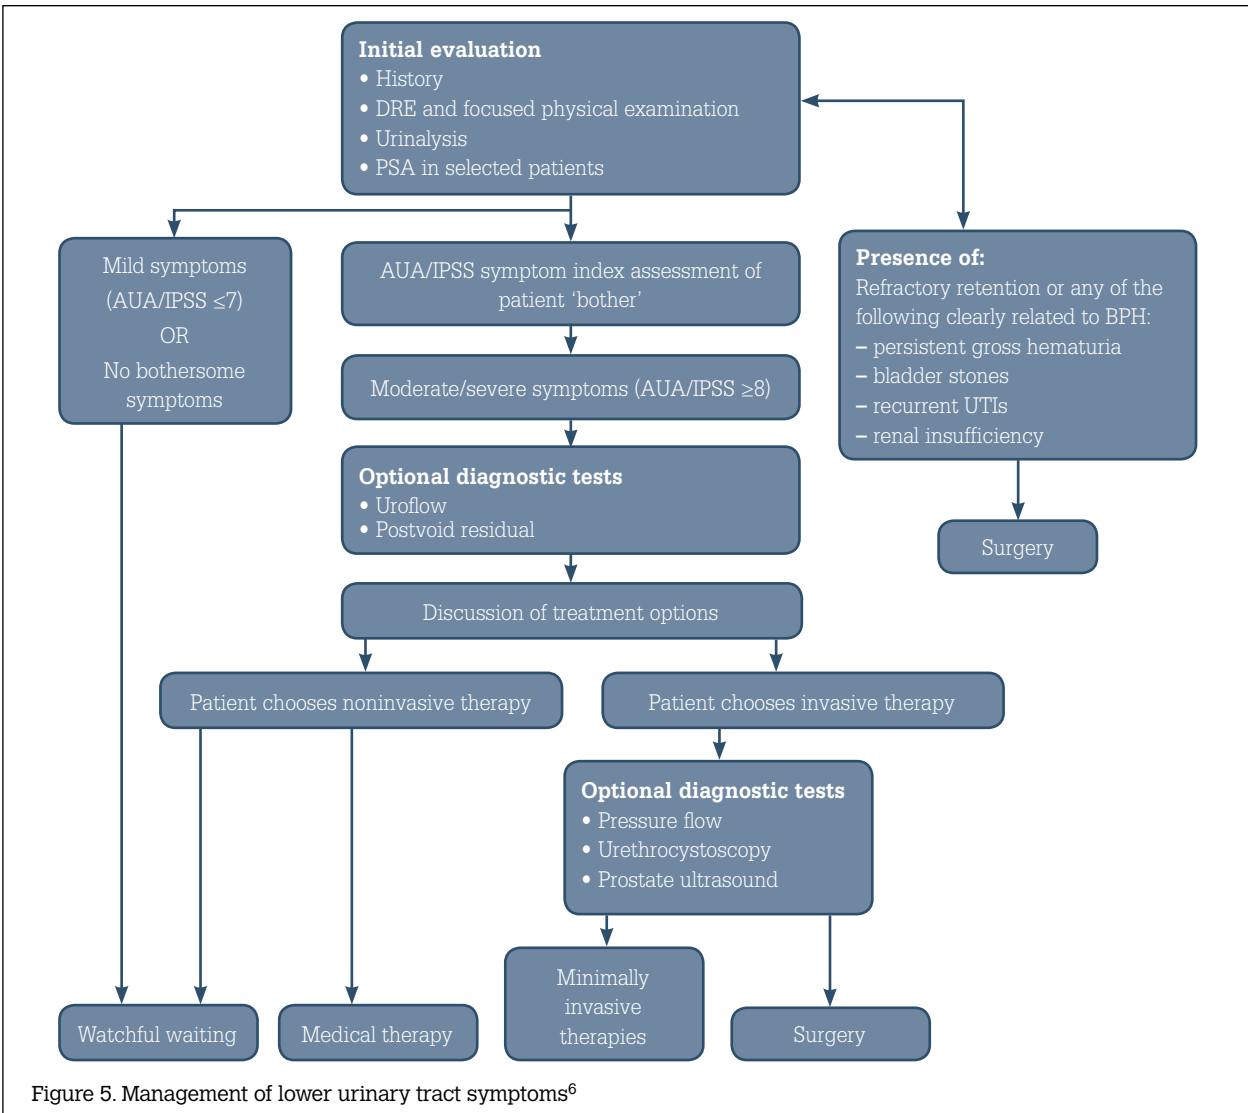 Initial evaluation
• History
• DRE and focused physical examination
• Urinalysis
• PSA in selected patients
Mild symptoms
(AUA/IPSS ≤7)
OR
No bothersome
symptoms
AUA/IPSS symptom index assessment of
patient ‘bother’
Moderate/severe symptoms (AUA/IPSS ≥8)
Optional diagnostic tests
• Uroflow
• Postvoid residual
Presence of:
Refractory retention or any of the
following clearly related to BPH:
– persistent gross hematuria
– bladder stones
– recurrent UTIs
– renal insufficiency
Surgery
Discussion of treatment options
Patient chooses noninvasive therapy
Patient chooses invasive therapy
Optional diagnostic tests
• Pressure flow
• Urethrocystoscopy
• Prostate ultrasound
Watchful waiting
Medical therapy
Minimally
invasive
therapies
Surgery
Figure 5. Management of lower urinary tract symptoms⁶